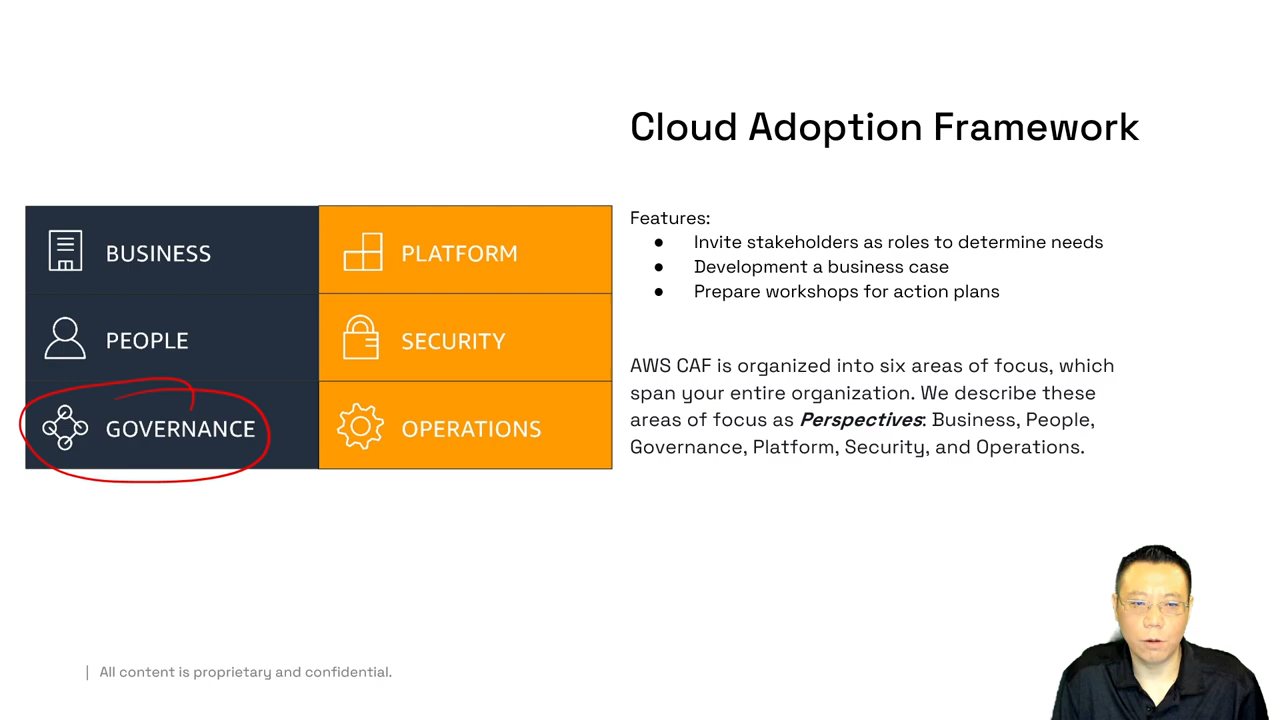 Cloud Adoption Framework
BUSINESS
PLATFORM
PEOPLE
SECURITY
GOVERNANCE
OPERATIONS
Features:
● Invite stakeholders as roles to determine needs
● Development a business case
● Prepare workshops for action plans
AWS CAF is organized into six areas of focus, which
span your entire organization. We describe these
areas of focus as Perspectives: Business, People,
Governance, Platform, Security, and Operations.
| All content is proprietary and confidential.